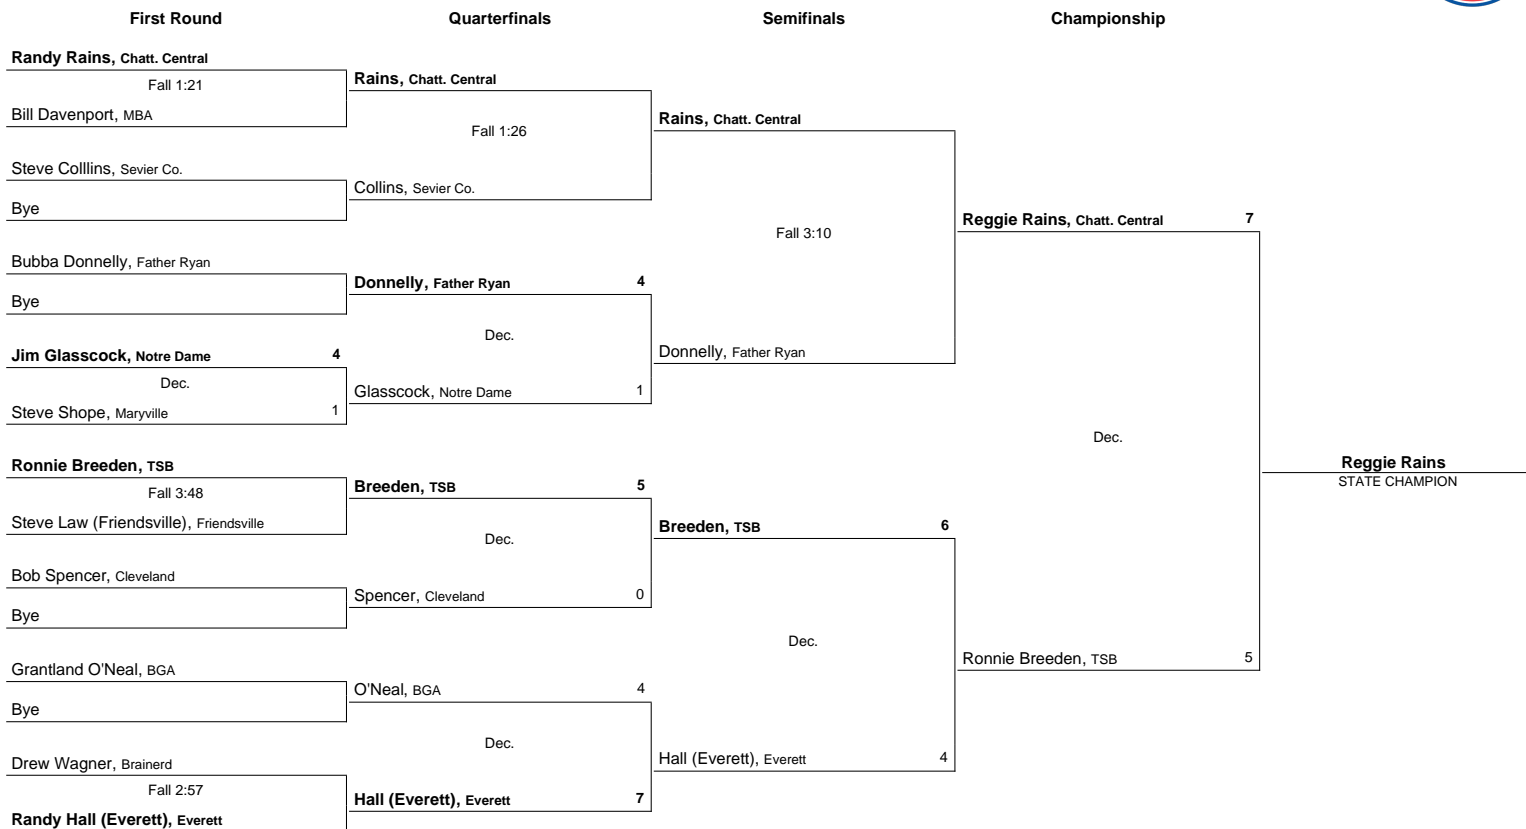 First Round Quarterfinals Semifinals Championship
Randy Rains, Chatt. Central
Fall 1:21
Bill Davenport, MBA
Steve Colllins, Sevier Co.
Bye
Bubba Donnelly, Father Ryan
Bye
Jim Glasscock, Notre Dame 4
Dec.
Steve Shope, Maryville 1
Ronnie Breeden, TSB
Fall 3:48
Steve Law (Friendsville), Friendsville
Bob Spencer, Cleveland
Bye
Grantland O'Neal, BGA
Bye
Drew Wagner, Brainerd
Fall 2:57
Randy Hall (Everett), Everett
Rains, Chatt. Central
Fall 1:26
Collins, Sevier Co.
Donnelly, Father Ryan 4
Dec.
Glasscock, Notre Dame 1
Breeden, TSB 5
Dec.
Spencer, Cleveland 0
O'Neal, BGA 4
Dec.
Hall (Everett), Everett 7
Rains, Chatt. Central
Fall 3:10
Donnelly, Father Ryan
Breeden, TSB 6
Dec.
Hall (Everett), Everett 4
Reggie Rains, Chatt. Central 7
Dec.
Ronnie Breeden, TSB 5
Reggie Rains
STATE CHAMPION